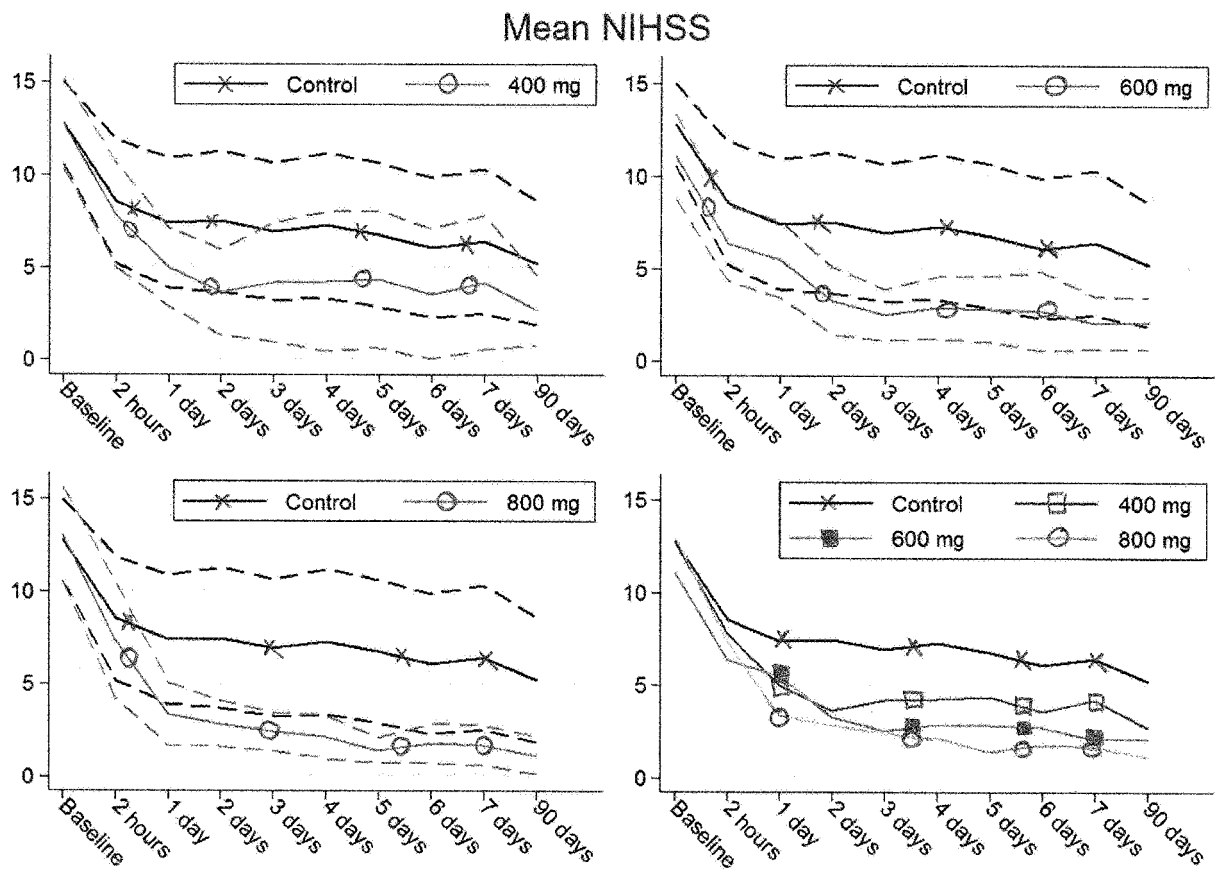 Mean NIHSS
Control 400 mg
15
10
5
0
Baseline
2 hours
1 day
2 days
3 days
4 days
5 days
6 days
7 days
90 days
Control 600 mg
15
10
5
0
Baseline
2 hours
1 day
2 days
3 days
4 days
5 days
6 days
7 days
90 days
Control 800 mg
15
10
5
0
Baseline
2 hours
1 day
2 days
3 days
4 days
5 days
6 days
7 days
90 days
Control 400 mg
600 mg 800 mg
15
10
5
0
Baseline
2 hours
1 day
2 days
3 days
4 days
5 days
6 days
7 days
90 days